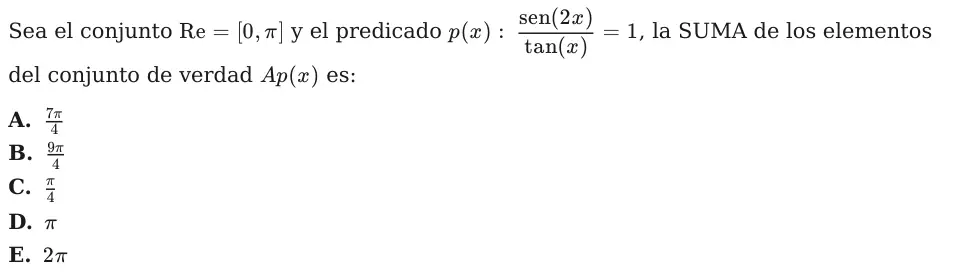 Sea el conjunto Re = [0, π] y el predicado p(x) : sen(2x)/tan(x) = 1, la SUMA de los elementos
del conjunto de verdad Ap(x) es:
A. 7π/4
B. 9π/4
C. π/4
D. π
E. 2π